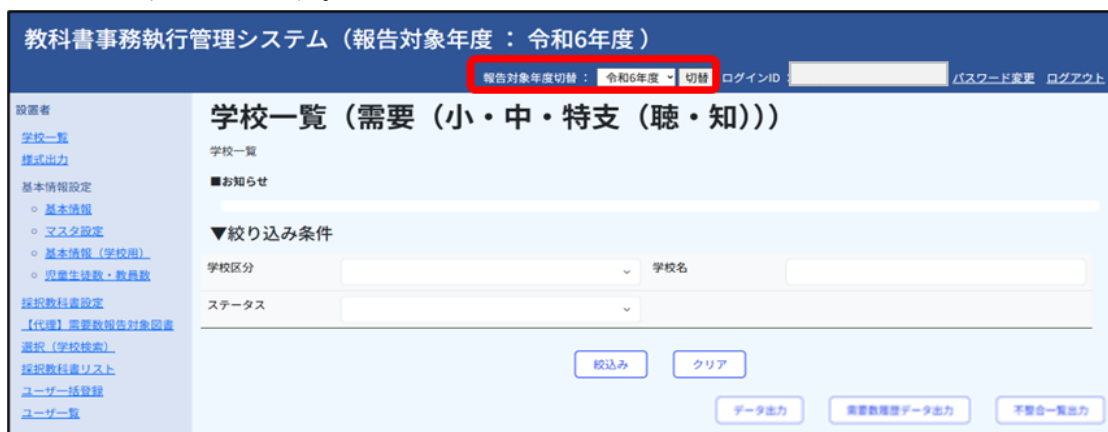 教科書事務執行管理システム（報告対象年度 ： 令和6年度 ）
報告対象年度切替 ： 令和6年度 切替 ログインID : パスワード変更 ログアウト
設置者
学校一覧
様式出力
基本情報設定
基本情報
マスタ設定
基本情報（学校用）
児童生徒数・教員数
採択教科書設定
【代理】需要数報告対象図書
選択（学校検索）
採択教科書リスト
ユーザ一括登録
ユーザ一覧
学校一覧（需要（小・中・特支（聴・知)））
学校一覧
■お知らせ
▼絞り込み条件
学校区分 学校名
ステータス
絞込み クリア
データ出力 需要数履歴データ出力 不整合一覧出力